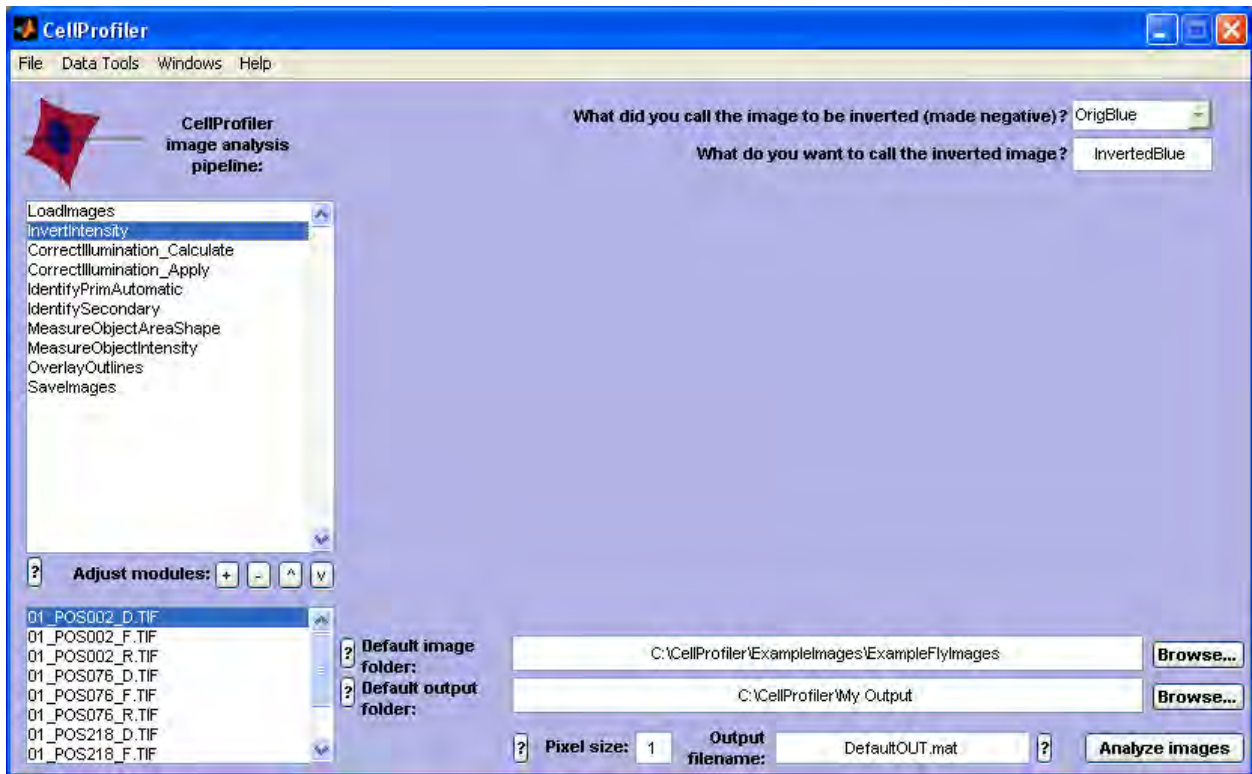 CellProfiler
File Data Tools Windows Help
CellProfiler
image analysis
pipeline:
What did you call the image to be inverted (made negative)? OrigBlue
What do you want to call the inverted image? InvertedBlue
LoadImages
InvertIntensity
CorrectIllumination_Calculate
CorrectIllumination_Apply
IdentifyPrimAutomatic
IdentifySecondary
MeasureObjectAreaShape
MeasureObjectIntensity
OverlayOutlines
SaveImages
? Adjust modules: + - ^ v
01_POS002_D.TIF
01_POS002_F.TIF
01_POS002_R.TIF
01_POS076_D.TIF
01_POS076_F.TIF
01_POS076_R.TIF
01_POS218_D.TIF
01_POS218_F.TIF
? Default image
folder:
C:\CellProfiler\ExampleImages\ExampleFlyImages Browse...
? Default output
folder:
C:\CellProfiler\My Output Browse...
? Pixel size: 1
Output
filename:
DefaultOUT.mat ? Analyze images